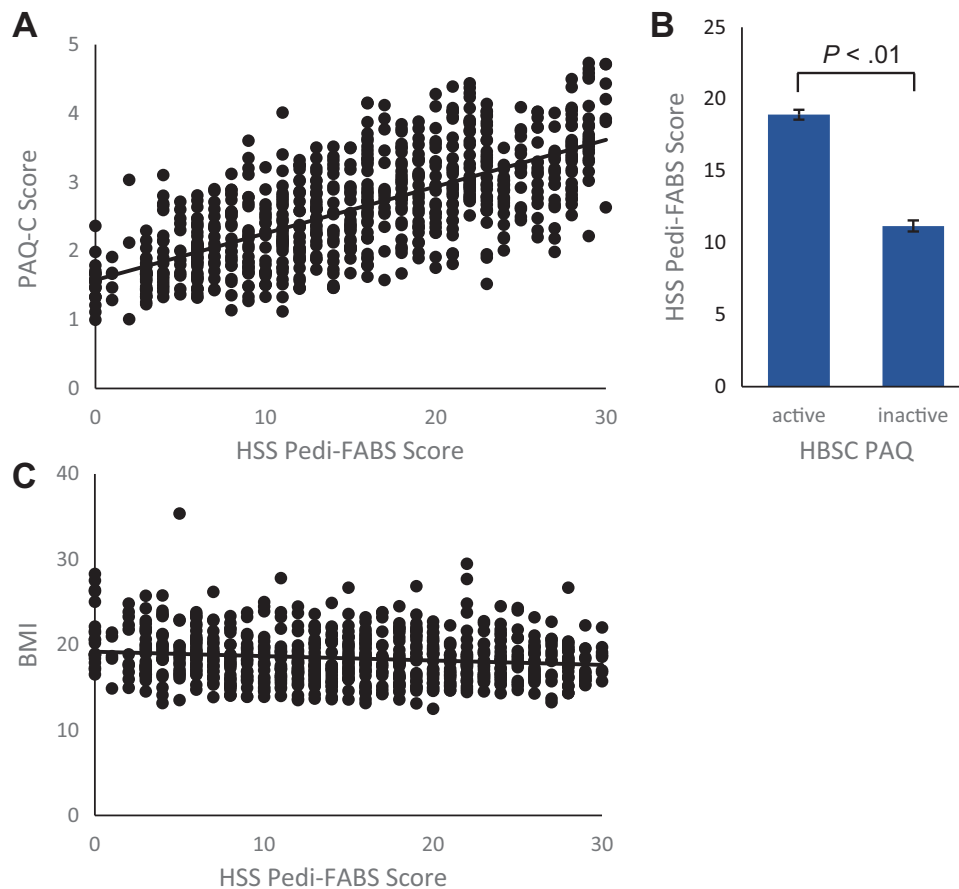 A
5
4
3
2
1
0
PAQ-C Score
0 10 20 30
HSS Pedi-FABS Score
B
25
20
15
10
5
0
HSS Pedi-FABS Score
P < .01
active inactive
HBSC PAQ
C
40
30
20
10
0
BMI
0 10 20 30
HSS Pedi-FABS Score